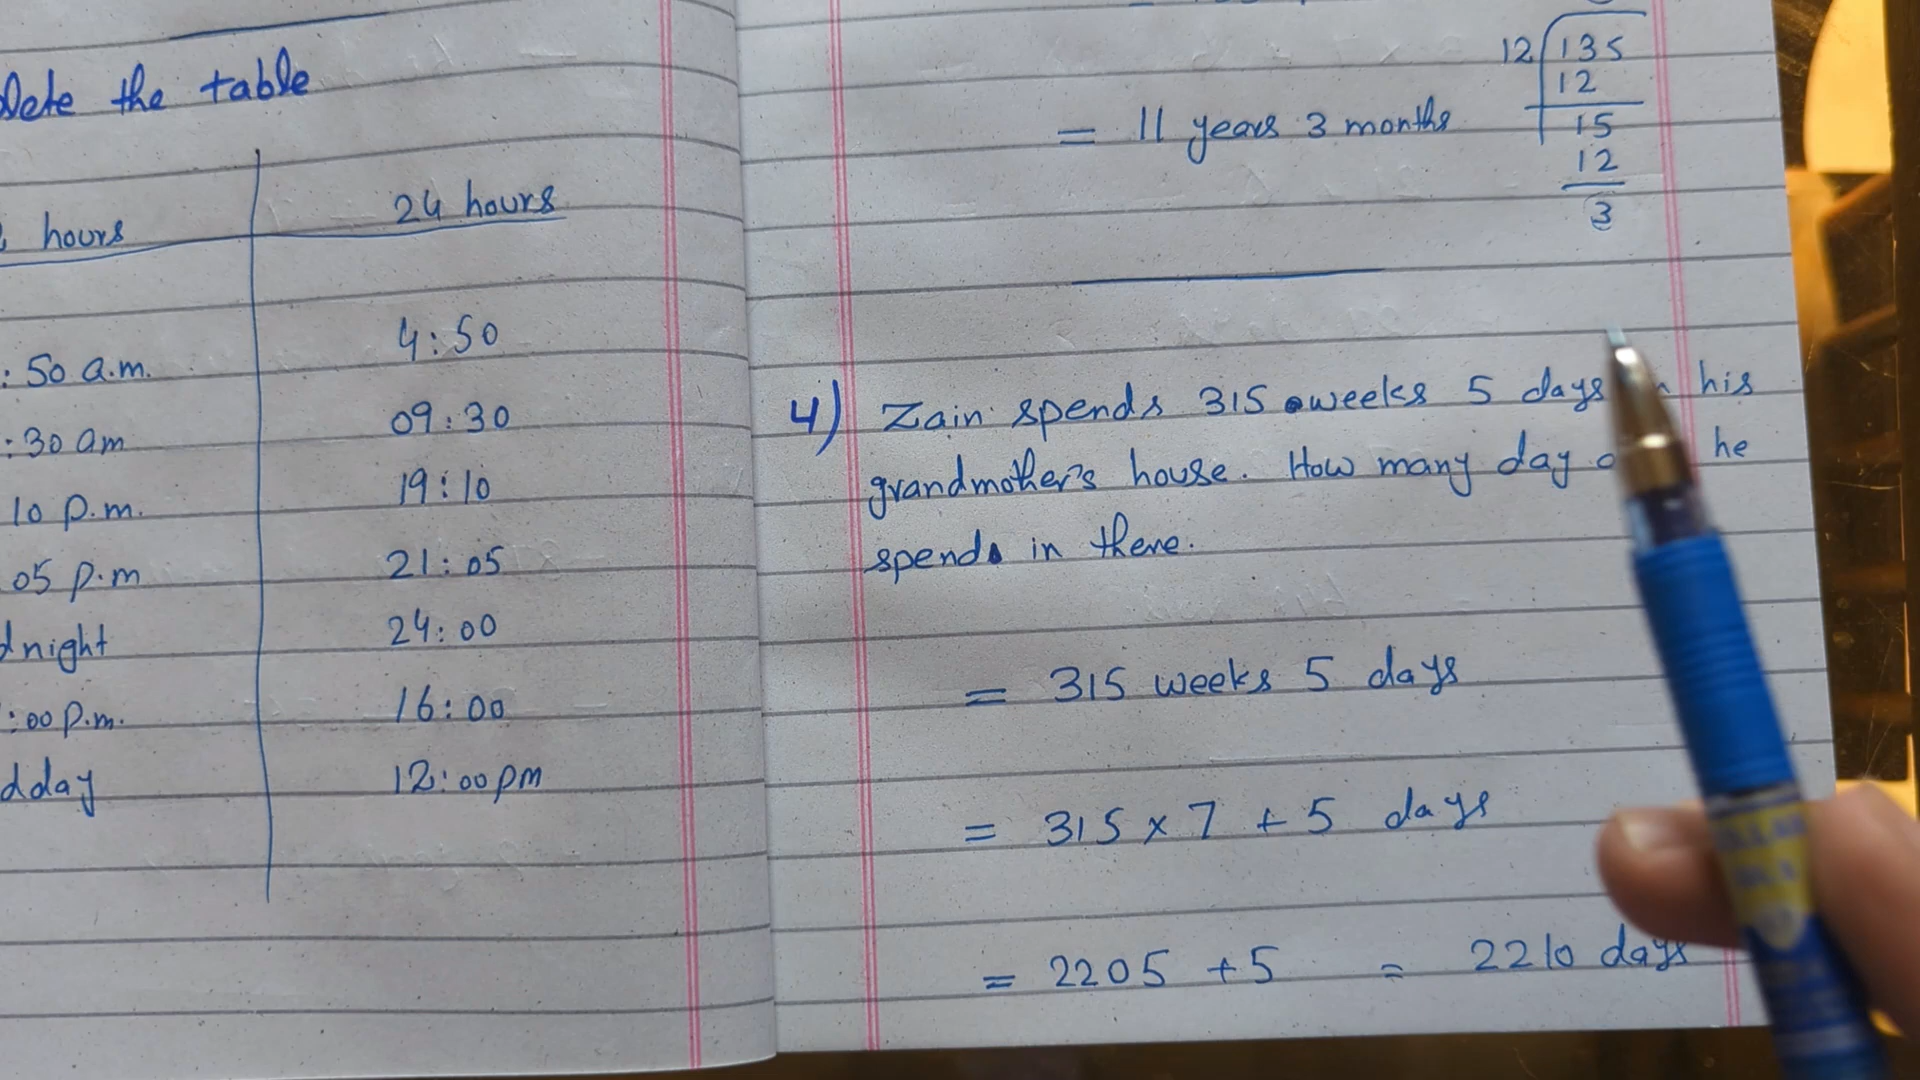 the table
hours
24 hours
: 50 a.m.
4:50
: 30 am
09:30
10 p.m.
19:10
05 p.m
21:05
night
24:00
:00 p.m.
16:00
day
12:00 pm
12 135
12
= 11 years 3 months
15
12
3
4) Zain spends 315 weeks 5 days his
grandmother's house. How many day he
spends in there.
= 315 weeks 5 days
= 315 x 7 + 5 days
= 2205 + 5 = 2210 days